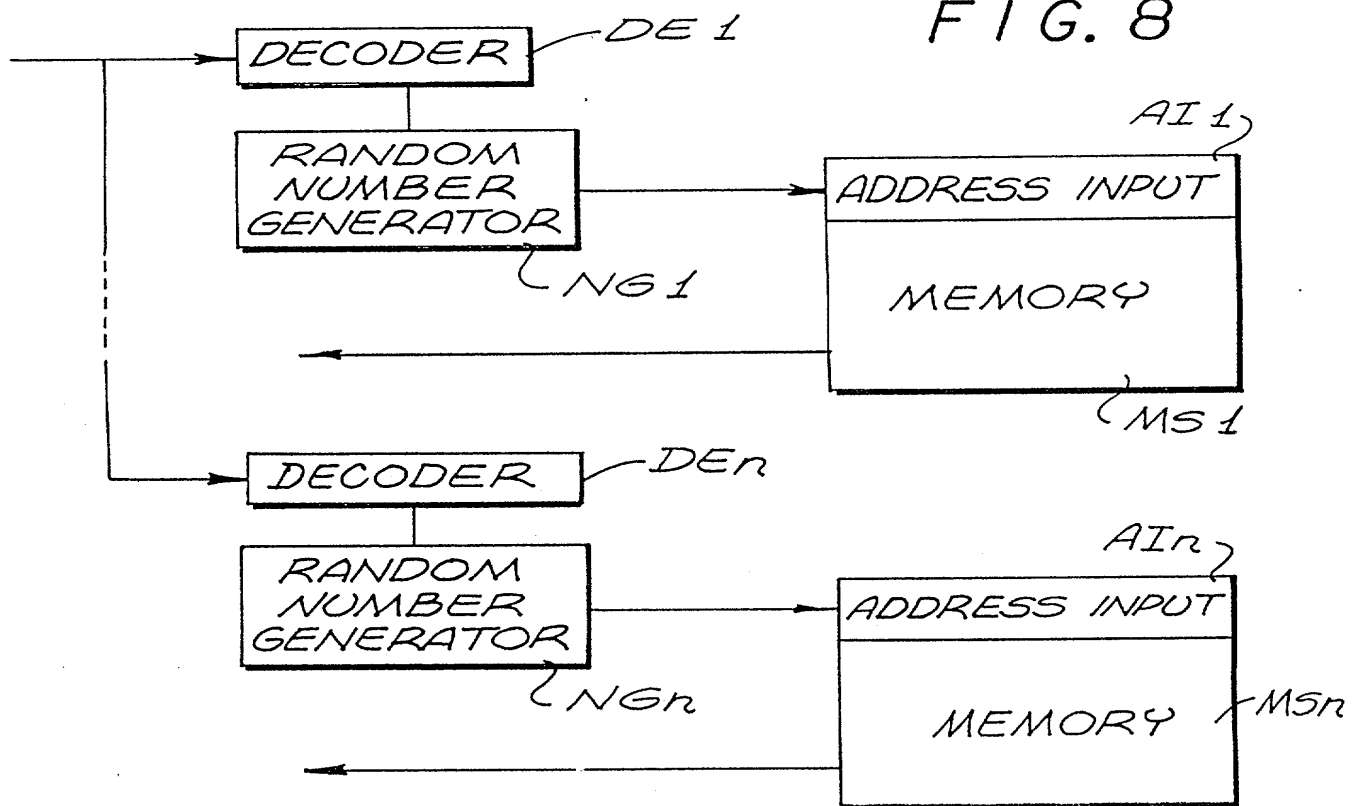 FIG. 8
DECODER
DE 1
RANDOM
NUMBER
GENERATOR
NG 1
AI 1
ADDRESS INPUT
MEMORY
MS 1
DECODER
DEn
RANDOM
NUMBER
GENERATOR
NGn
AIn
ADDRESS INPUT
MEMORY
MSn